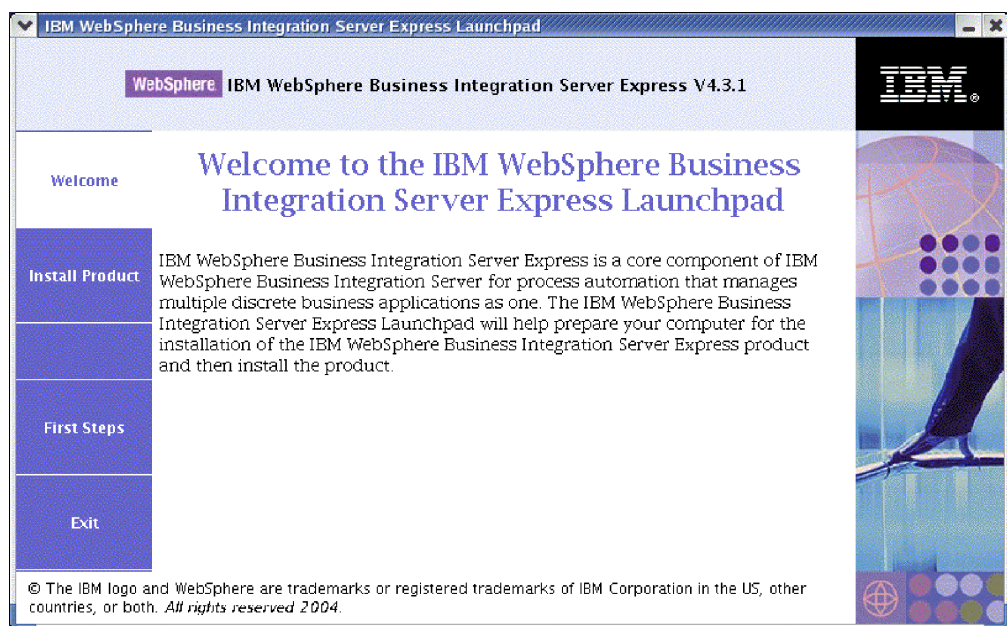 IBM WebSphere Business Integration Server Express Launchpad
WebSphere IBM WebSphere Business Integration Server Express V4.3.1
IBM®
Welcome
Welcome to the IBM WebSphere Business
Integration Server Express Launchpad
Install Product
IBM WebSphere Business Integration Server Express is a core component of IBM
WebSphere Business Integration Server for process automation that manages
multiple discrete business applications as one. The IBM WebSphere Business
Integration Server Express Launchpad will help prepare your computer for the
installation of the IBM WebSphere Business Integration Server Express product
and then install the product.
First Steps
Exit
© The IBM logo and WebSphere are trademarks or registered trademarks of IBM Corporation in the US, other
countries, or both. All rights reserved 2004.